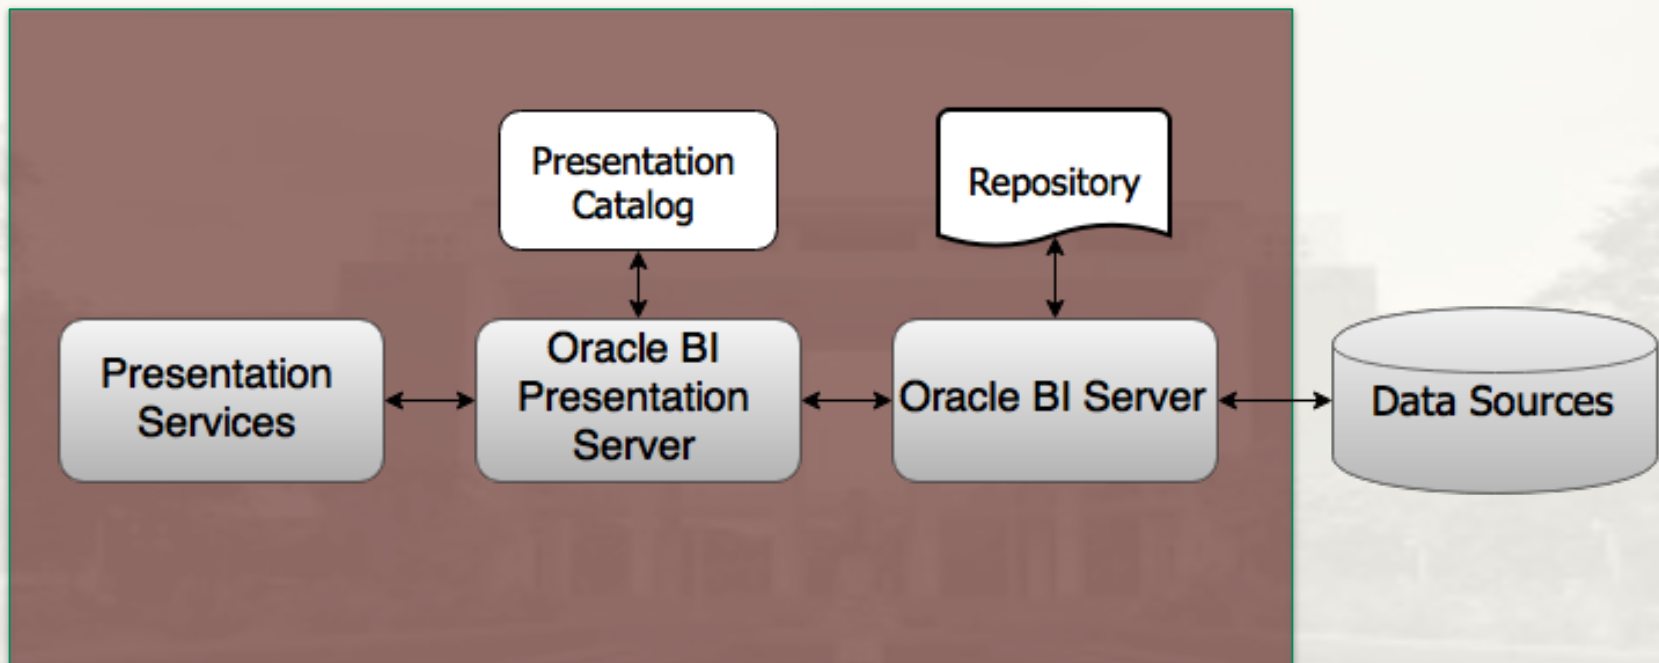 Presentation
Catalog
Repository
Presentation
Services
Oracle BI
Presentation
Server
Oracle BI Server
Data Sources